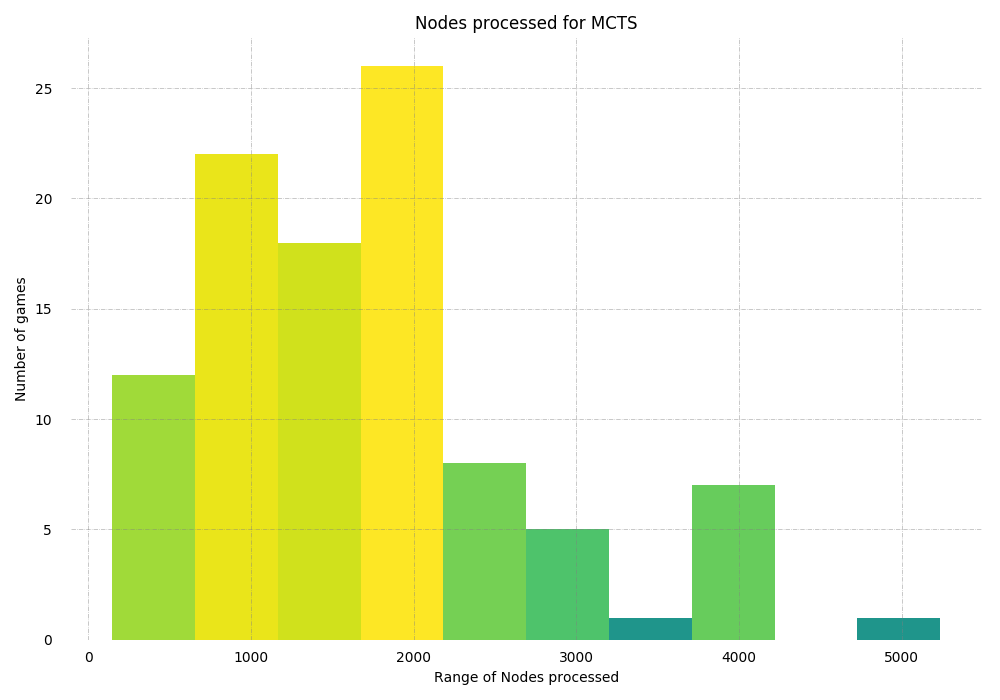 Nodes processed for MCTS
Number of games
25
20
15
10
5
0
0 1000 2000 3000 4000 5000
Range of Nodes processed